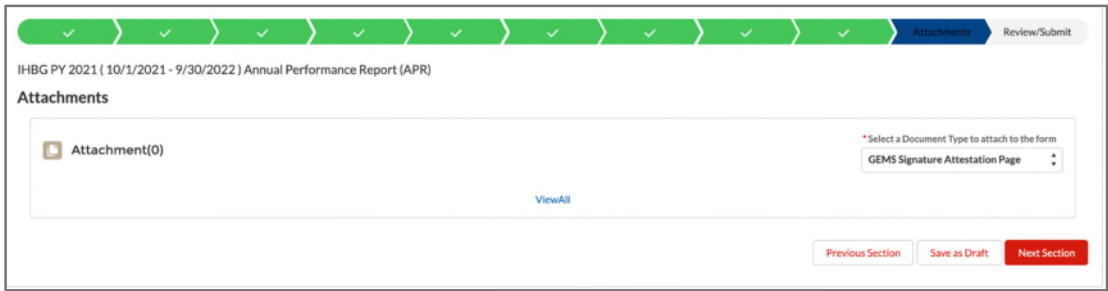 Attachments
Review/Submit
IHBG PY 2021 ( 10/1/2021 - 9/30/2022 ) Annual Performance Report (APR)
Attachments
Attachment(0)
*Select a Document Type to attach to the form
GEMS Signature Attestation Page
ViewAll
Previous Section
Save as Draft
Next Section